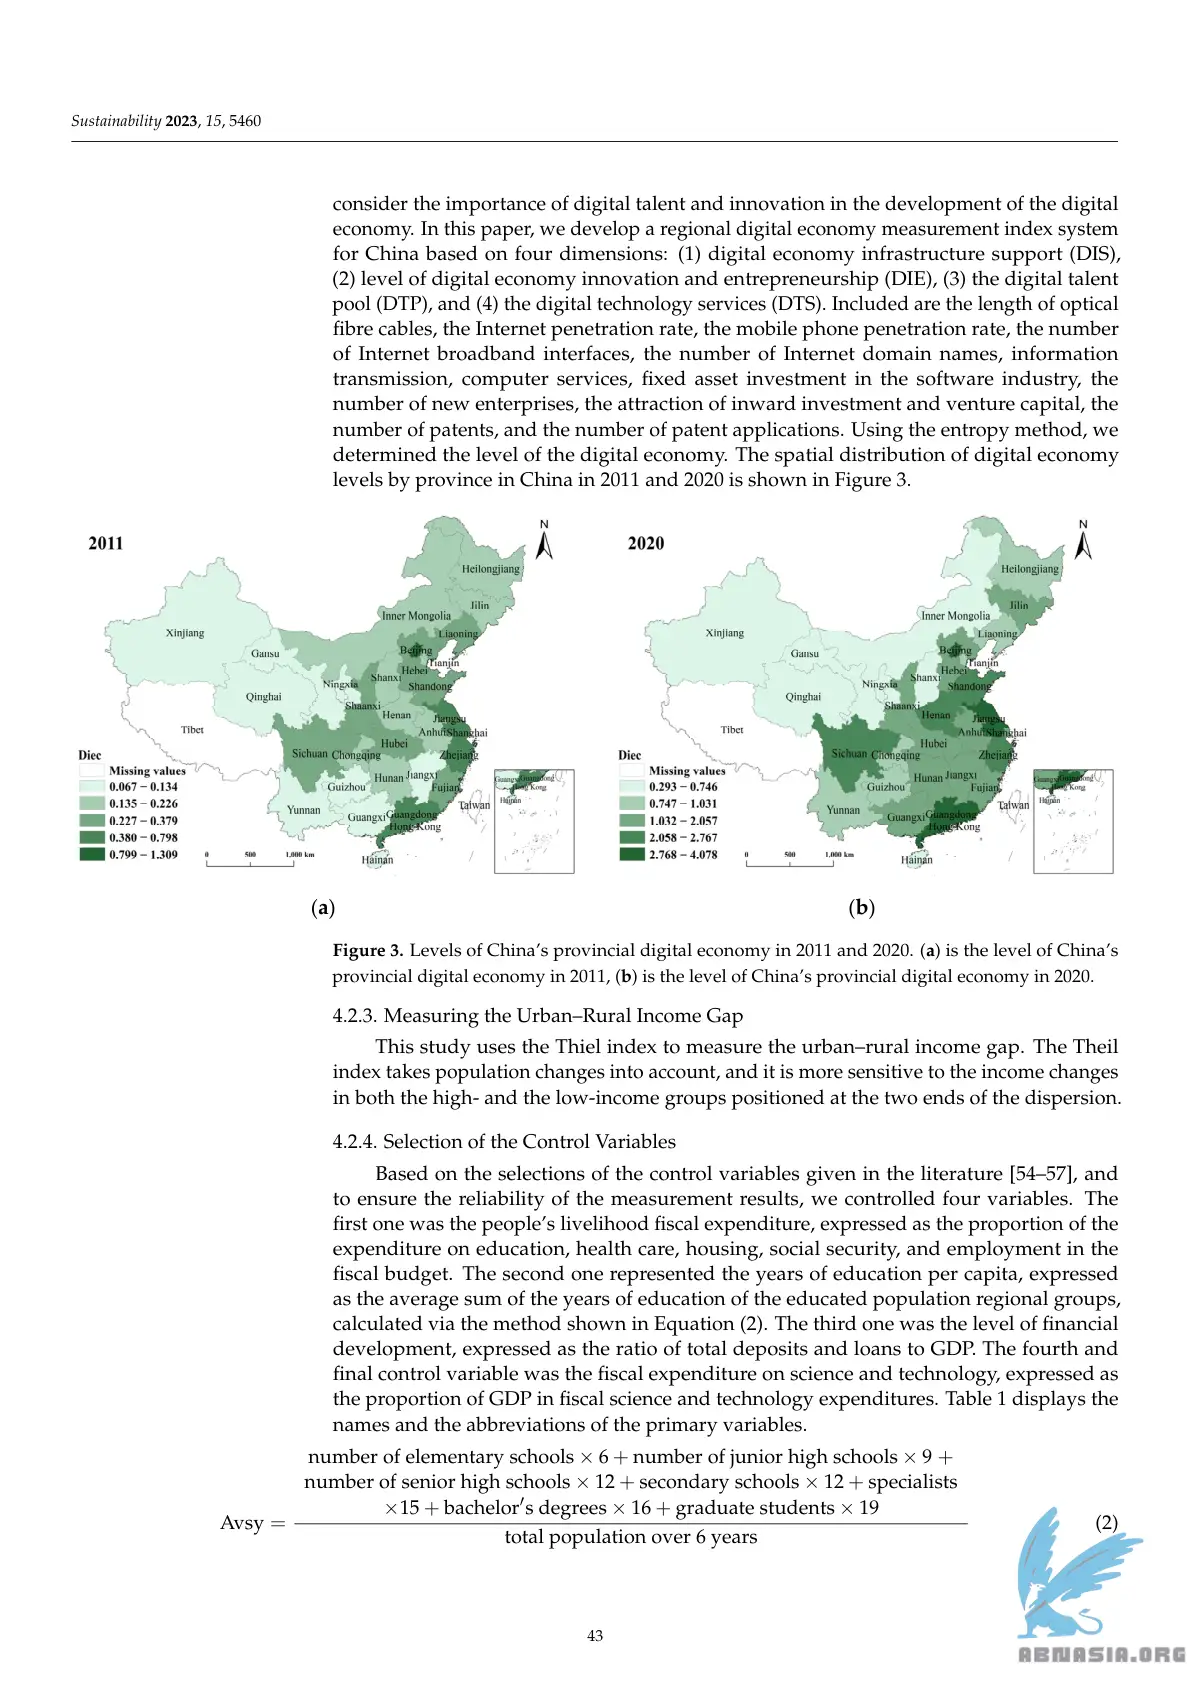 Sustainability 2023, 15, 5460
consider the importance of digital talent and innovation in the development of the digital
economy. In this paper, we develop a regional digital economy measurement index system
for China based on four dimensions: (1) digital economy infrastructure support (DIS),
(2) level of digital economy innovation and entrepreneurship (DIE), (3) the digital talent
pool (DTP), and (4) the digital technology services (DTS). Included are the length of optical
fibre cables, the Internet penetration rate, the mobile phone penetration rate, the number
of Internet broadband interfaces, the number of Internet domain names, information
transmission, computer services, fixed asset investment in the software industry, the
number of new enterprises, the attraction of inward investment and venture capital, the
number of patents, and the number of patent applications. Using the entropy method, we
determined the level of the digital economy. The spatial distribution of digital economy
levels by province in China in 2011 and 2020 is shown in Figure 3.
2011
N
Heilongjiang
Jilin
Inner Mongolia
Xinjiang
Liaoning
Gansu
Beijing
Tianjin
Hebei
Shanxi
Ningxia
Shandong
Qinghai
Shaanxi
Henan
Jiangsu
Tibet
Anhui
Shanghai
Hubei
Sichuan
Chongqing
Zhejiang
Hunan
Jiangxi
Guizhou
Fujian
Yunnan
Taiwan
Guangxi
Guangdong
Hong Kong
Hainan
Diec
Missing values
0.067 – 0.134
0.135 – 0.226
0.227 – 0.379
0.380 – 0.798
0.799 – 1.309
0 500 1,000 km
Guangxi
Guangdong
Hong Kong
Hainan
(a)
2020
N
Heilongjiang
Jilin
Inner Mongolia
Xinjiang
Liaoning
Gansu
Beijing
Tianjin
Hebei
Shanxi
Ningxia
Shandong
Qinghai
Shaanxi
Henan
Jiangsu
Tibet
Anhui
Shanghai
Hubei
Sichuan
Chongqing
Zhejiang
Hunan
Jiangxi
Guizhou
Fujian
Yunnan
Taiwan
Guangxi
Guangdong
Hong Kong
Hainan
Diec
Missing values
0.293 – 0.746
0.747 – 1.031
1.032 – 2.057
2.058 – 2.767
2.768 – 4.078
0 500 1,000 km
Guangxi
Guangdong
Hong Kong
Hainan
(b)
Figure 3. Levels of China’s provincial digital economy in 2011 and 2020. (a) is the level of China’s
provincial digital economy in 2011, (b) is the level of China’s provincial digital economy in 2020.
4.2.3. Measuring the Urban–Rural Income Gap
This study uses the Thiel index to measure the urban–rural income gap. The Theil
index takes population changes into account, and it is more sensitive to the income changes
in both the high- and the low-income groups positioned at the two ends of the dispersion.
4.2.4. Selection of the Control Variables
Based on the selections of the control variables given in the literature [54–57], and
to ensure the reliability of the measurement results, we controlled four variables. The
first one was the people’s livelihood fiscal expenditure, expressed as the proportion of the
expenditure on education, health care, housing, social security, and employment in the
fiscal budget. The second one represented the years of education per capita, expressed
as the average sum of the years of education of the educated population regional groups,
calculated via the method shown in Equation (2). The third one was the level of financial
development, expressed as the ratio of total deposits and loans to GDP. The fourth and
final control variable was the fiscal expenditure on science and technology, expressed as
the proportion of GDP in fiscal science and technology expenditures. Table 1 displays the
names and the abbreviations of the primary variables.
number of elementary schools × 6 + number of junior high schools × 9 +
number of senior high schools × 12 + secondary schools × 12 + specialists
×15 + bachelor′s degrees × 16 + graduate students × 19
Avsy =
total population over 6 years
(2)
43
ABNASIA.ORG